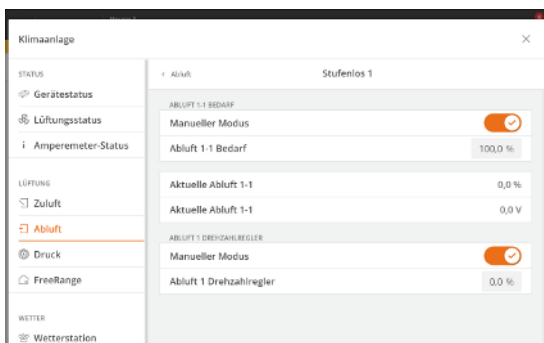 Klimaanlage
STATUS
Gerätestatus
Lüftungsstatus
Amperemeter-Status
LÜFTUNG
Zuluft
Abluft
Druck
FreeRange
WETTER
Wetterstation
Abluft
Stufenlos 1
ABLUFT 1-1 BEDARF
Manueller Modus
Abluft 1-1 Bedarf 100,0 %
Aktuelle Abluft 1-1 0,0 %
Aktuelle Abluft 1-1 0,0 V
ABLUFT 1 DREHZAHLREGLER
Manueller Modus
Abluft 1 Drehzahlregler 0,0 %